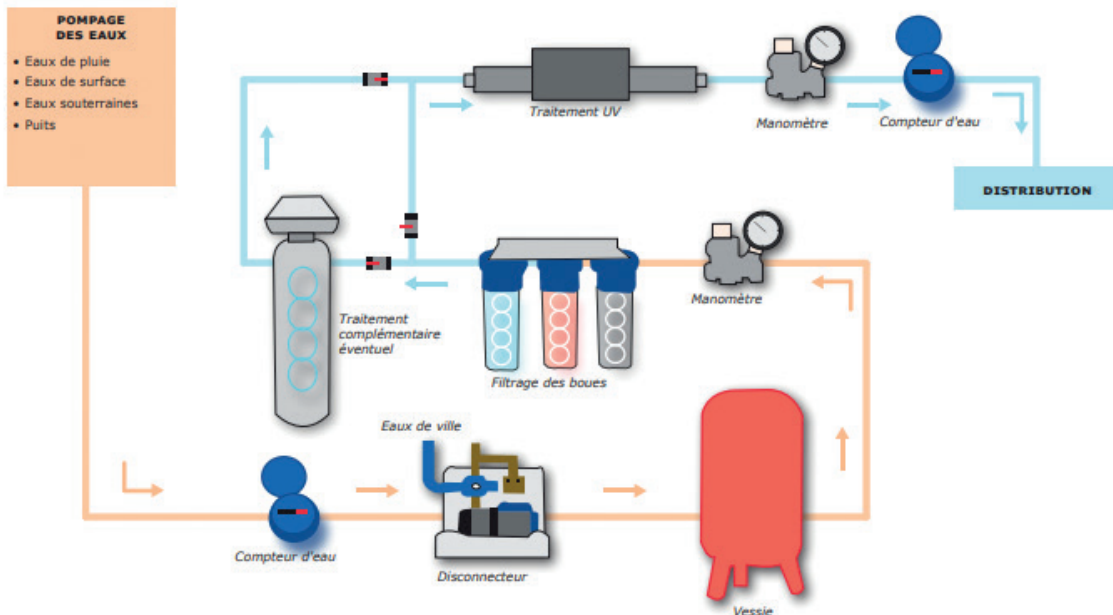 POMPAGE
DES EAUX
• Eaux de pluie
• Eaux de surface
• Eaux souterraines
• Puits
Traitement UV
Manomètre
Compteur d'eau
DISTRIBUTION
Manomètre
Traitement
complémentaire
éventuel
Filtrage des boues
Eaux de ville
Compteur d'eau
Disconnecteur
Vessie